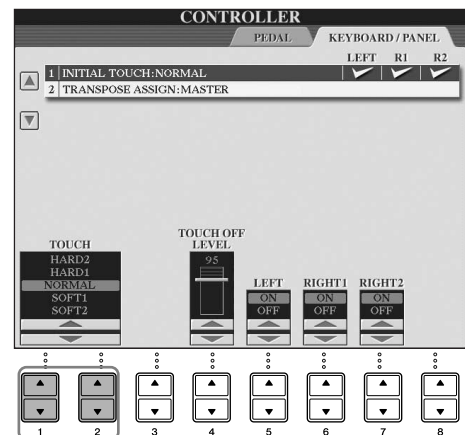 CONTROLLER
PEDAL KEYBOARD / PANEL
LEFT R1 R2
1 INITIAL TOUCH:NORMAL
2 TRANSPOSE ASSIGN:MASTER
TOUCH
HARD2
HARD1
NORMAL
SOFT1
SOFT2
TOUCH OFF
LEVEL
95
LEFT
ON
OFF
RIGHT1
ON
OFF
RIGHT2
ON
OFF
1 2 3 4 5 6 7 8